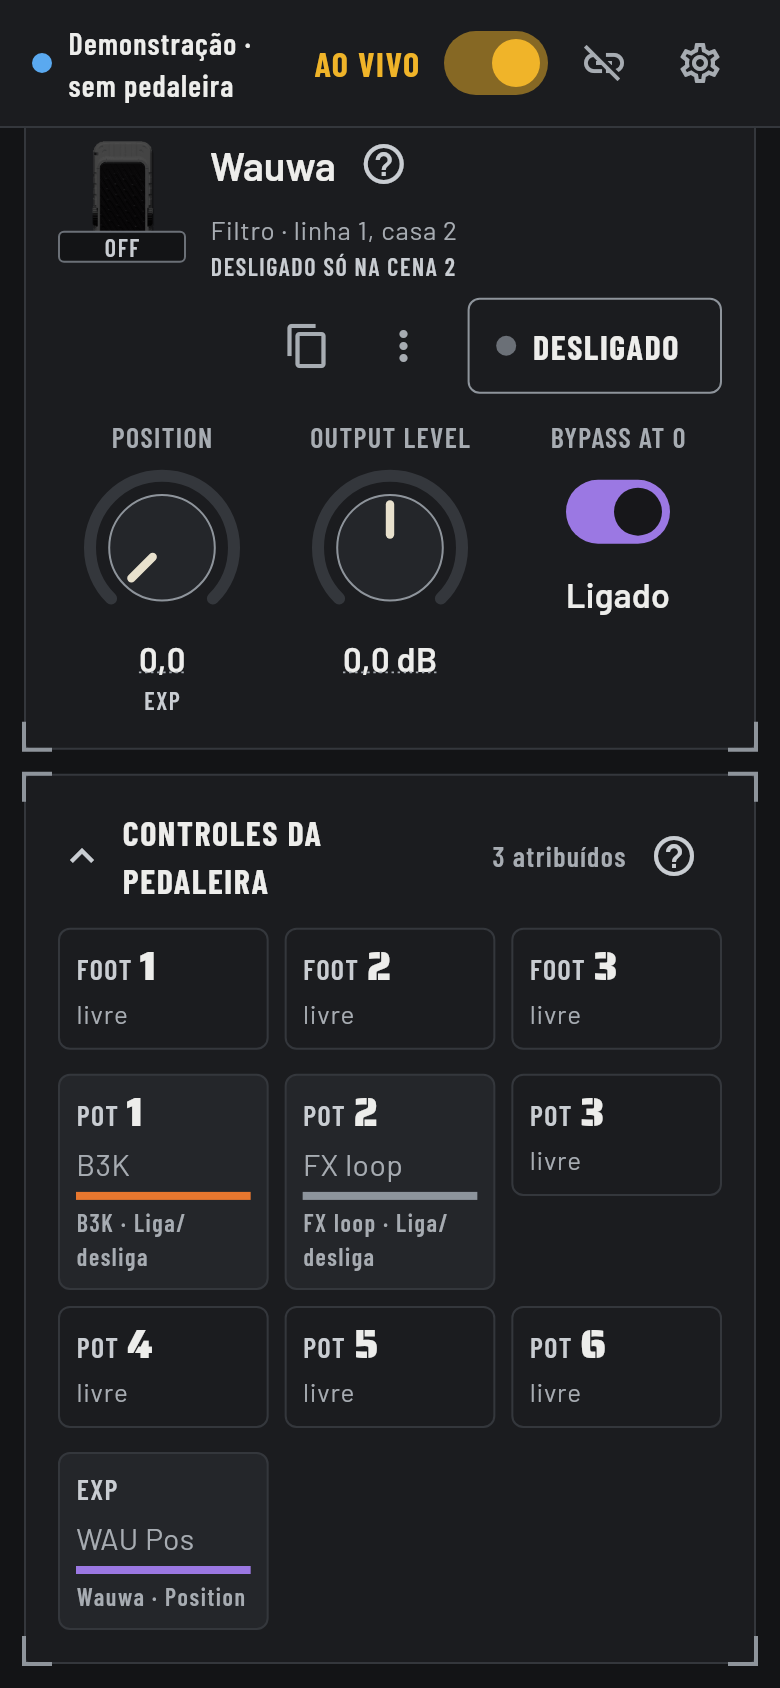 Demonstração ·
sem pedaleira
AO VIVO
Wauwa
OFF
Filtro · linha 1, casa 2
DESLIGADO SÓ NA CENA 2
DESLIGADO
POSITION
OUTPUT LEVEL
BYPASS AT 0
Ligado
0,0
0,0 dB
EXP
CONTROLES DA
PEDALEIRA
3 atribuídos
FOOT 1
livre
FOOT 2
livre
FOOT 3
livre
POT 1
B3K
B3K · Liga/
desliga
POT 2
FX loop
FX loop · Liga/
desliga
POT 3
livre
POT 4
livre
POT 5
livre
POT 6
livre
EXP
WAU Pos
Wauwa · Position